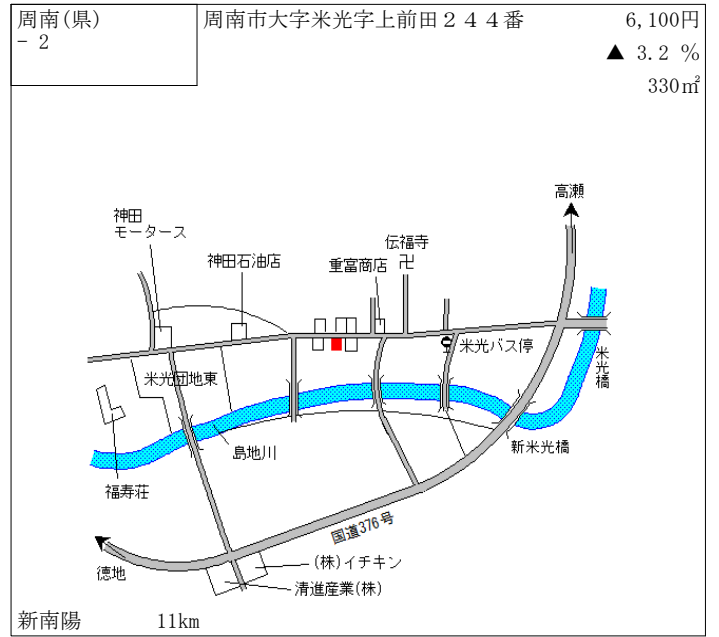 周南(県)
－ 2
周南市大字米光字上前田２４４番
6,100円
▲ 3.2 %
330㎡
高瀬
神田
モータース
伝福寺
神田石油店
重富商店
卍
米光バス停
米光橋
米光団地東
島地川
新米光橋
福寿荘
国道376号
徳地
(株)イチキン
清進産業(株)
新南陽
11km